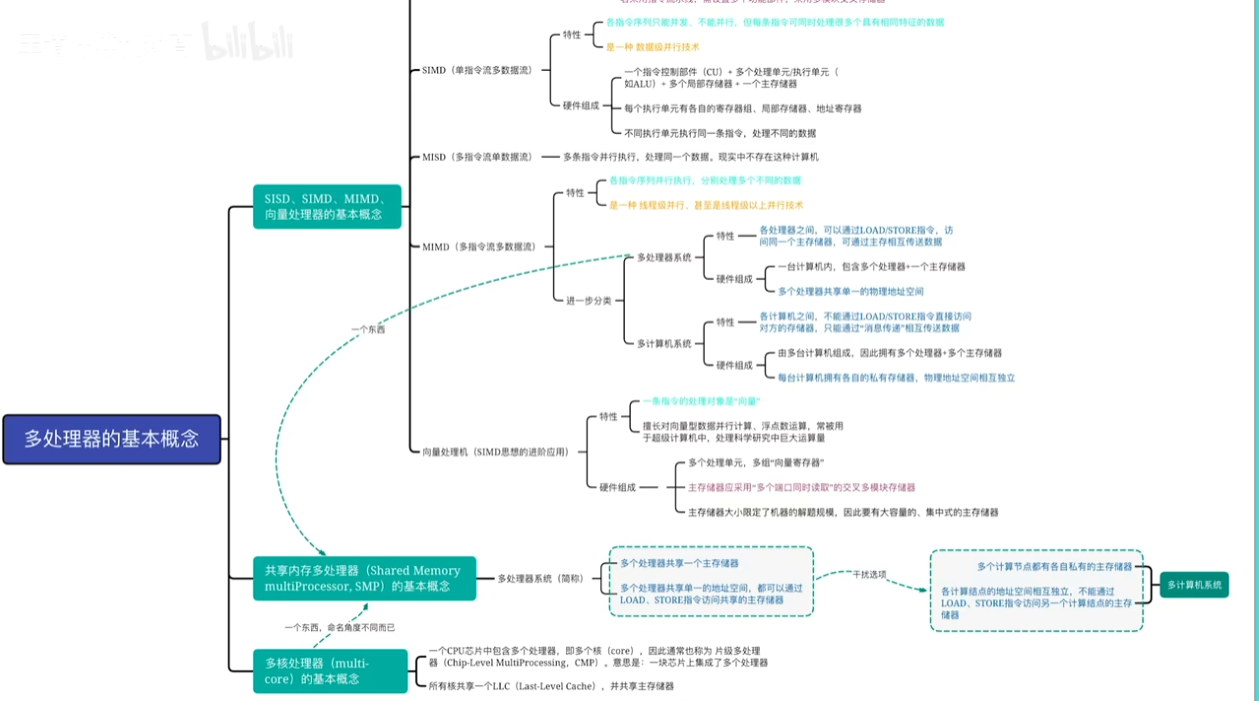 bilibili
各指令序列只能并发、不能并行，但每条指令可同时处理很多个具有相同特征的数据
特性
是一种 数据级并行技术
SIMD（单指令流多数据流）
一个指令控制部件（CU）+ 多个处理单元/执行单元（
如ALU）+ 多个局部存储器 + 一个主存储器
硬件组成
每个执行单元有各自的寄存器组、局部存储器、地址寄存器
不同执行单元执行同一条指令，处理不同的数据
MISD（多指令流单数据流）
多条指令并行执行，处理同一个数据。现实中不存在这种计算机
SISD、SIMD、MIMD、
向量处理器的基本概念
各指令序列并行执行，分别处理多个不同的数据
特性
是一种 线程级并行、甚至是线程级以上并行技术
MIMD（多指令流多数据流）
各处理器之间，可以通过LOAD/STORE指令，访
问同一个主存储器，可通过主存相互传送数据
特性
多处理器系统
一台计算机内，包含多个处理器+一个主存储器
硬件组成
多个处理器共享单一的物理地址空间
进一步分类
各计算机之间，不能通过LOAD/STORE指令直接访问
对方的存储器，只能通过“消息传递”相互传送数据
特性
多计算机系统
由多台计算机组成，因此拥有多个处理器+多个主存储器
硬件组成
每台计算机拥有各自的私有存储器，物理地址空间相互独立
一个东西
一条指令的处理对象是“向量”
特性
擅长对向量型数据并行计算、浮点数运算，常被用
于超级计算机中，处理科学研究中巨大运算量
多处理器的基本概念
向量处理机（SIMD思想的进阶应用）
多个处理单元，多组“向量寄存器”
硬件组成
主存储器应采用“多个端口同时读取”的交叉多模块存储器
主存储器大小限定了机器的解题规模，因此要有大容量的、集中式的主存储器
共享内存多处理器（Shared Memory
multiProcessor, SMP）的基本概念
多处理器系统（简称）
多个处理器共享一个主存储器
多个处理器共享单一的地址空间，都可以通过
LOAD、STORE指令访问共享的主存储器
干扰选项
多个计算节点都有各自私有的主存储器
各计算结点的地址空间相互独立，不能通过
LOAD、STORE指令访问另一个计算结点的主存
储器
多计算机系统
一个东西，命名角度不同而已
多核处理器（multi-
core）的基本概念
一个CPU芯片中包含多个处理器，即多个核（core），因此通常也称为 片级多处理
器（Chip-Level MultiProcessing，CMP）。意思是：一块芯片上集成了多个处理器
所有核共享一个LLC（Last-Level Cache），并共享主存储器